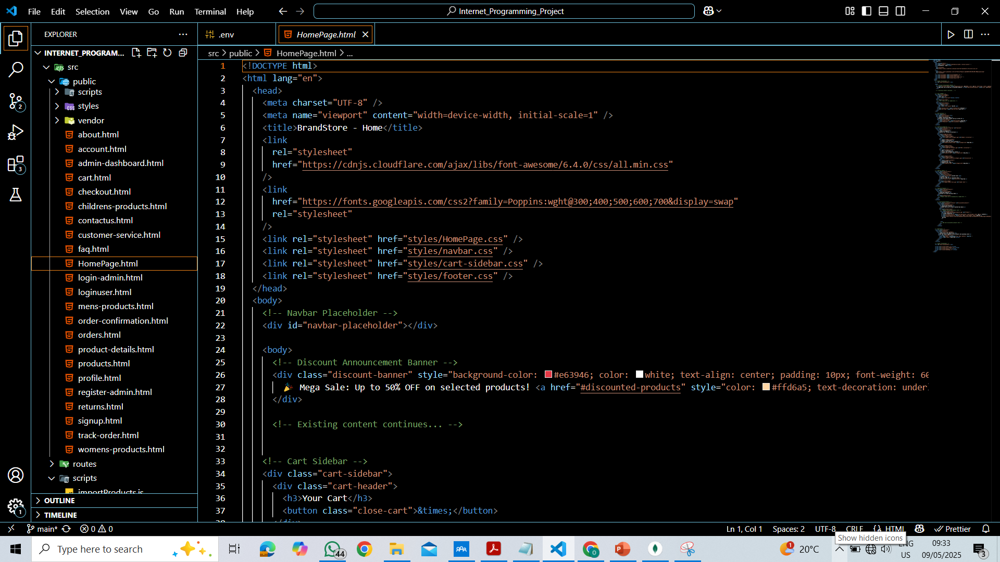 File Edit Selection View Go Run Terminal Help
Internet_Programming_Project
EXPLORER
INTERNET_PROGRAM...
src
public
scripts
styles
vendor
about.html
account.html
admin-dashboard.html
cart.html
checkout.html
childrens-products.html
contactus.html
customer-service.html
faq.html
HomePage.html
login-admin.html
loginuser.html
mens-products.html
order-confirmation.html
orders.html
product-details.html
products.html
profile.html
register-admin.html
returns.html
signup.html
track-order.html
womens-products.html
routes
scripts
importProducts.js
OUTLINE
TIMELINE
2
3
1
.env
HomePage.html
src > public > HomePage.html > ...
1 <!DOCTYPE html>
2 <html lang="en">
3 <head>
4 <meta charset="UTF-8" />
5 <meta name="viewport" content="width=device-width, initial-scale=1" />
6 <title>BrandStore - Home</title>
7 <link
8 rel="stylesheet"
9 href="https://cdnjs.cloudflare.com/ajax/libs/font-awesome/6.4.0/css/all.min.css"
10 />
11 <link
12 href="https://fonts.googleapis.com/css2?family=Poppins:wght@300;400;500;600;700&display=swap"
13 rel="stylesheet"
14 />
15 <link rel="stylesheet" href="styles/HomePage.css" />
16 <link rel="stylesheet" href="styles/navbar.css" />
17 <link rel="stylesheet" href="styles/cart-sidebar.css" />
18 <link rel="stylesheet" href="styles/footer.css" />
19 </head>
20 <body>
21 <!-- Navbar Placeholder -->
22 <div id="navbar-placeholder"></div>
23
24 <body>
25 <!-- Discount Announcement Banner -->
26 <div class="discount-banner" style="background-color: #e63946; color: white; text-align: center; padding: 10px; font-weight: 60
27 🎉 Mega Sale: Up to 50% OFF on selected products! <a href="#discounted-products" style="color: #ffd6a5; text-decoration: under
28 </div>
29
30 <!-- Existing content continues... -->
31
32
33 <!-- Cart Sidebar -->
34 <div class="cart-sidebar">
35 <div class="cart-header">
36 <h3>Your Cart</h3>
37 <button class="close-cart">&times;</button>
38 </div>
main* 0 0
Ln 1, Col 1 Spaces: 2 UTF-8 CRLF HTML Prettier
Show hidden icons
Type here to search
44
1
20°C
ENG
US
09:33
09/05/2025
3